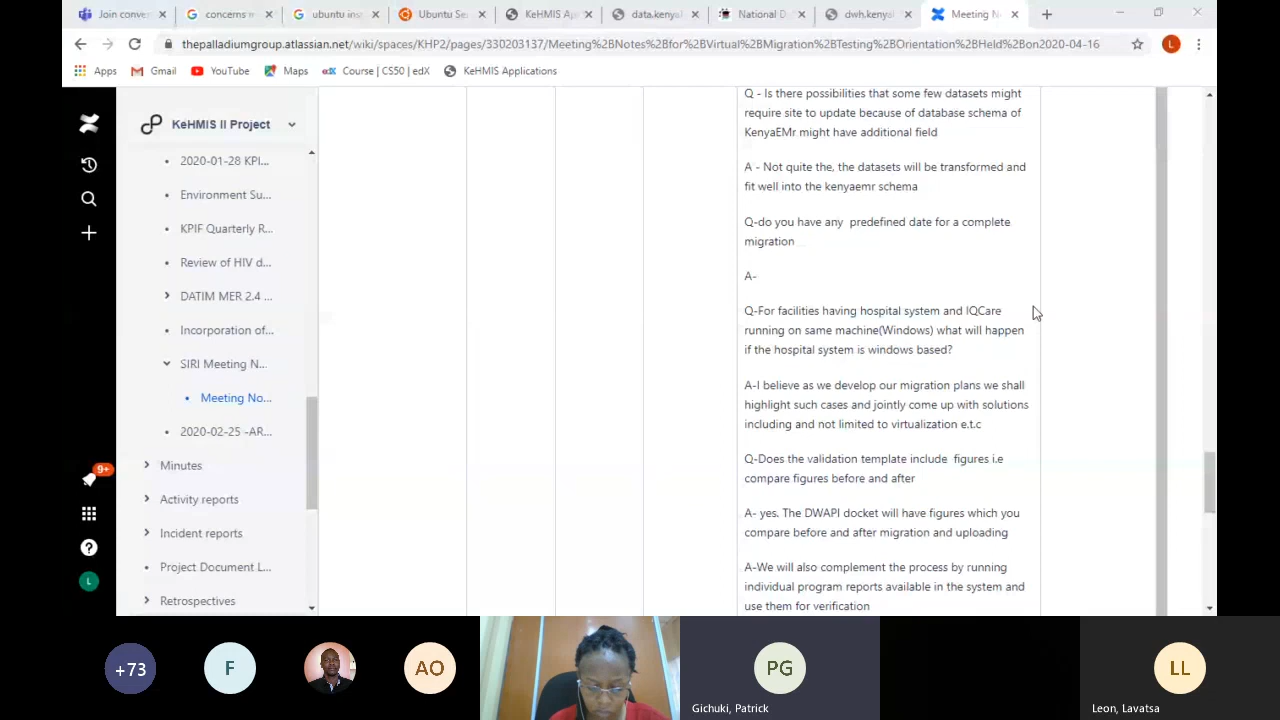 Join conve
concerns m
ubuntu ins
Ubuntu Se
KeHMIS Ap
data.kenya
National D
dwh.kenya
Meeting N
thepalladiumgroup.atlassian.net/wiki/spaces/KHP2/pages/330203137/Meeting%2BNotes%2Bfor%2BVirtual%2BMigration%2BTesting%2BOrientation%2BHeld%2Bon2020-04-16
L
Apps
Gmail
YouTube
Maps
edX Course | CS50 | edX
KeHMIS Applications
KeHMIS II Project
2020-01-28 KPI...
Environment Su...
KPIF Quarterly R...
Review of HIV d...
DATIM MER 2.4 ...
Incorporation of...
SIRI Meeting N...
Meeting No...
2020-02-25 -AR...
Minutes
Activity reports
Incident reports
Project Document L...
Retrospectives
9+
L
Q - Is there possibilities that some few datasets might
require site to update because of database schema of
KenyaEMr might have additional field
A - Not quite the, the datasets will be transformed and
fit well into the kenyaemr schema
Q-do you have any predefined date for a complete
migration
A-
Q-For facilities having hospital system and IQCare
running on same machine(Windows) what will happen
if the hospital system is windows based?
A-I believe as we develop our migration plans we shall
highlight such cases and jointly come up with solutions
including and not limited to virtualization e.t.c
Q-Does the validation template include figures i.e
compare figures before and after
A- yes. The DWAPI docket will have figures which you
compare before and after migration and uploading
A-We will also complement the process by running
individual program reports available in the system and
use them for verification
+73
F
AO
PG
Gichuki, Patrick
LL
Leon, Lavatsa